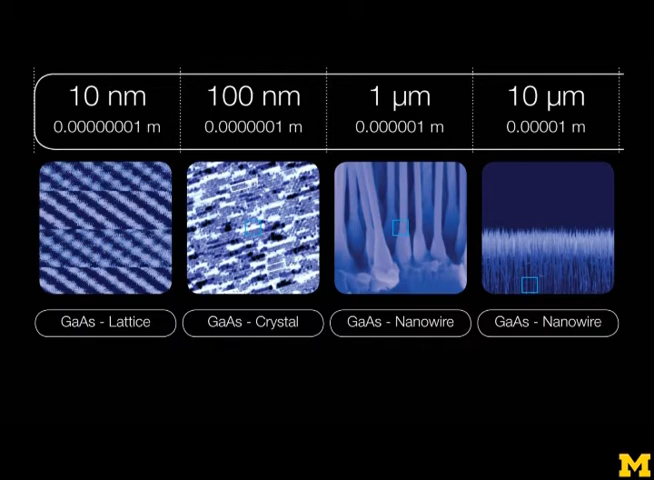 10 nm
0.00000001 m
100 nm
0.0000001 m
1 µm
0.000001 m
10 µm
0.00001 m
GaAs - Lattice
GaAs - Crystal
GaAs - Nanowire
GaAs - Nanowire
M